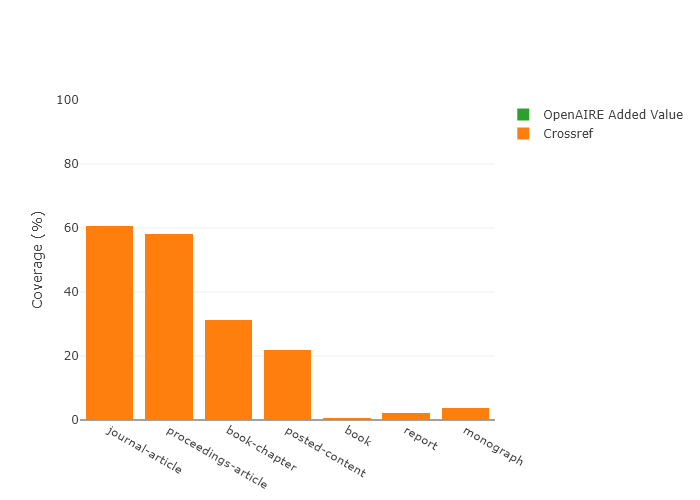 100
80
60
40
20
0
Coverage (%)
journal-article
proceedings-article
book-chapter
posted-content
book
report
monograph
OpenAIRE Added Value
Crossref